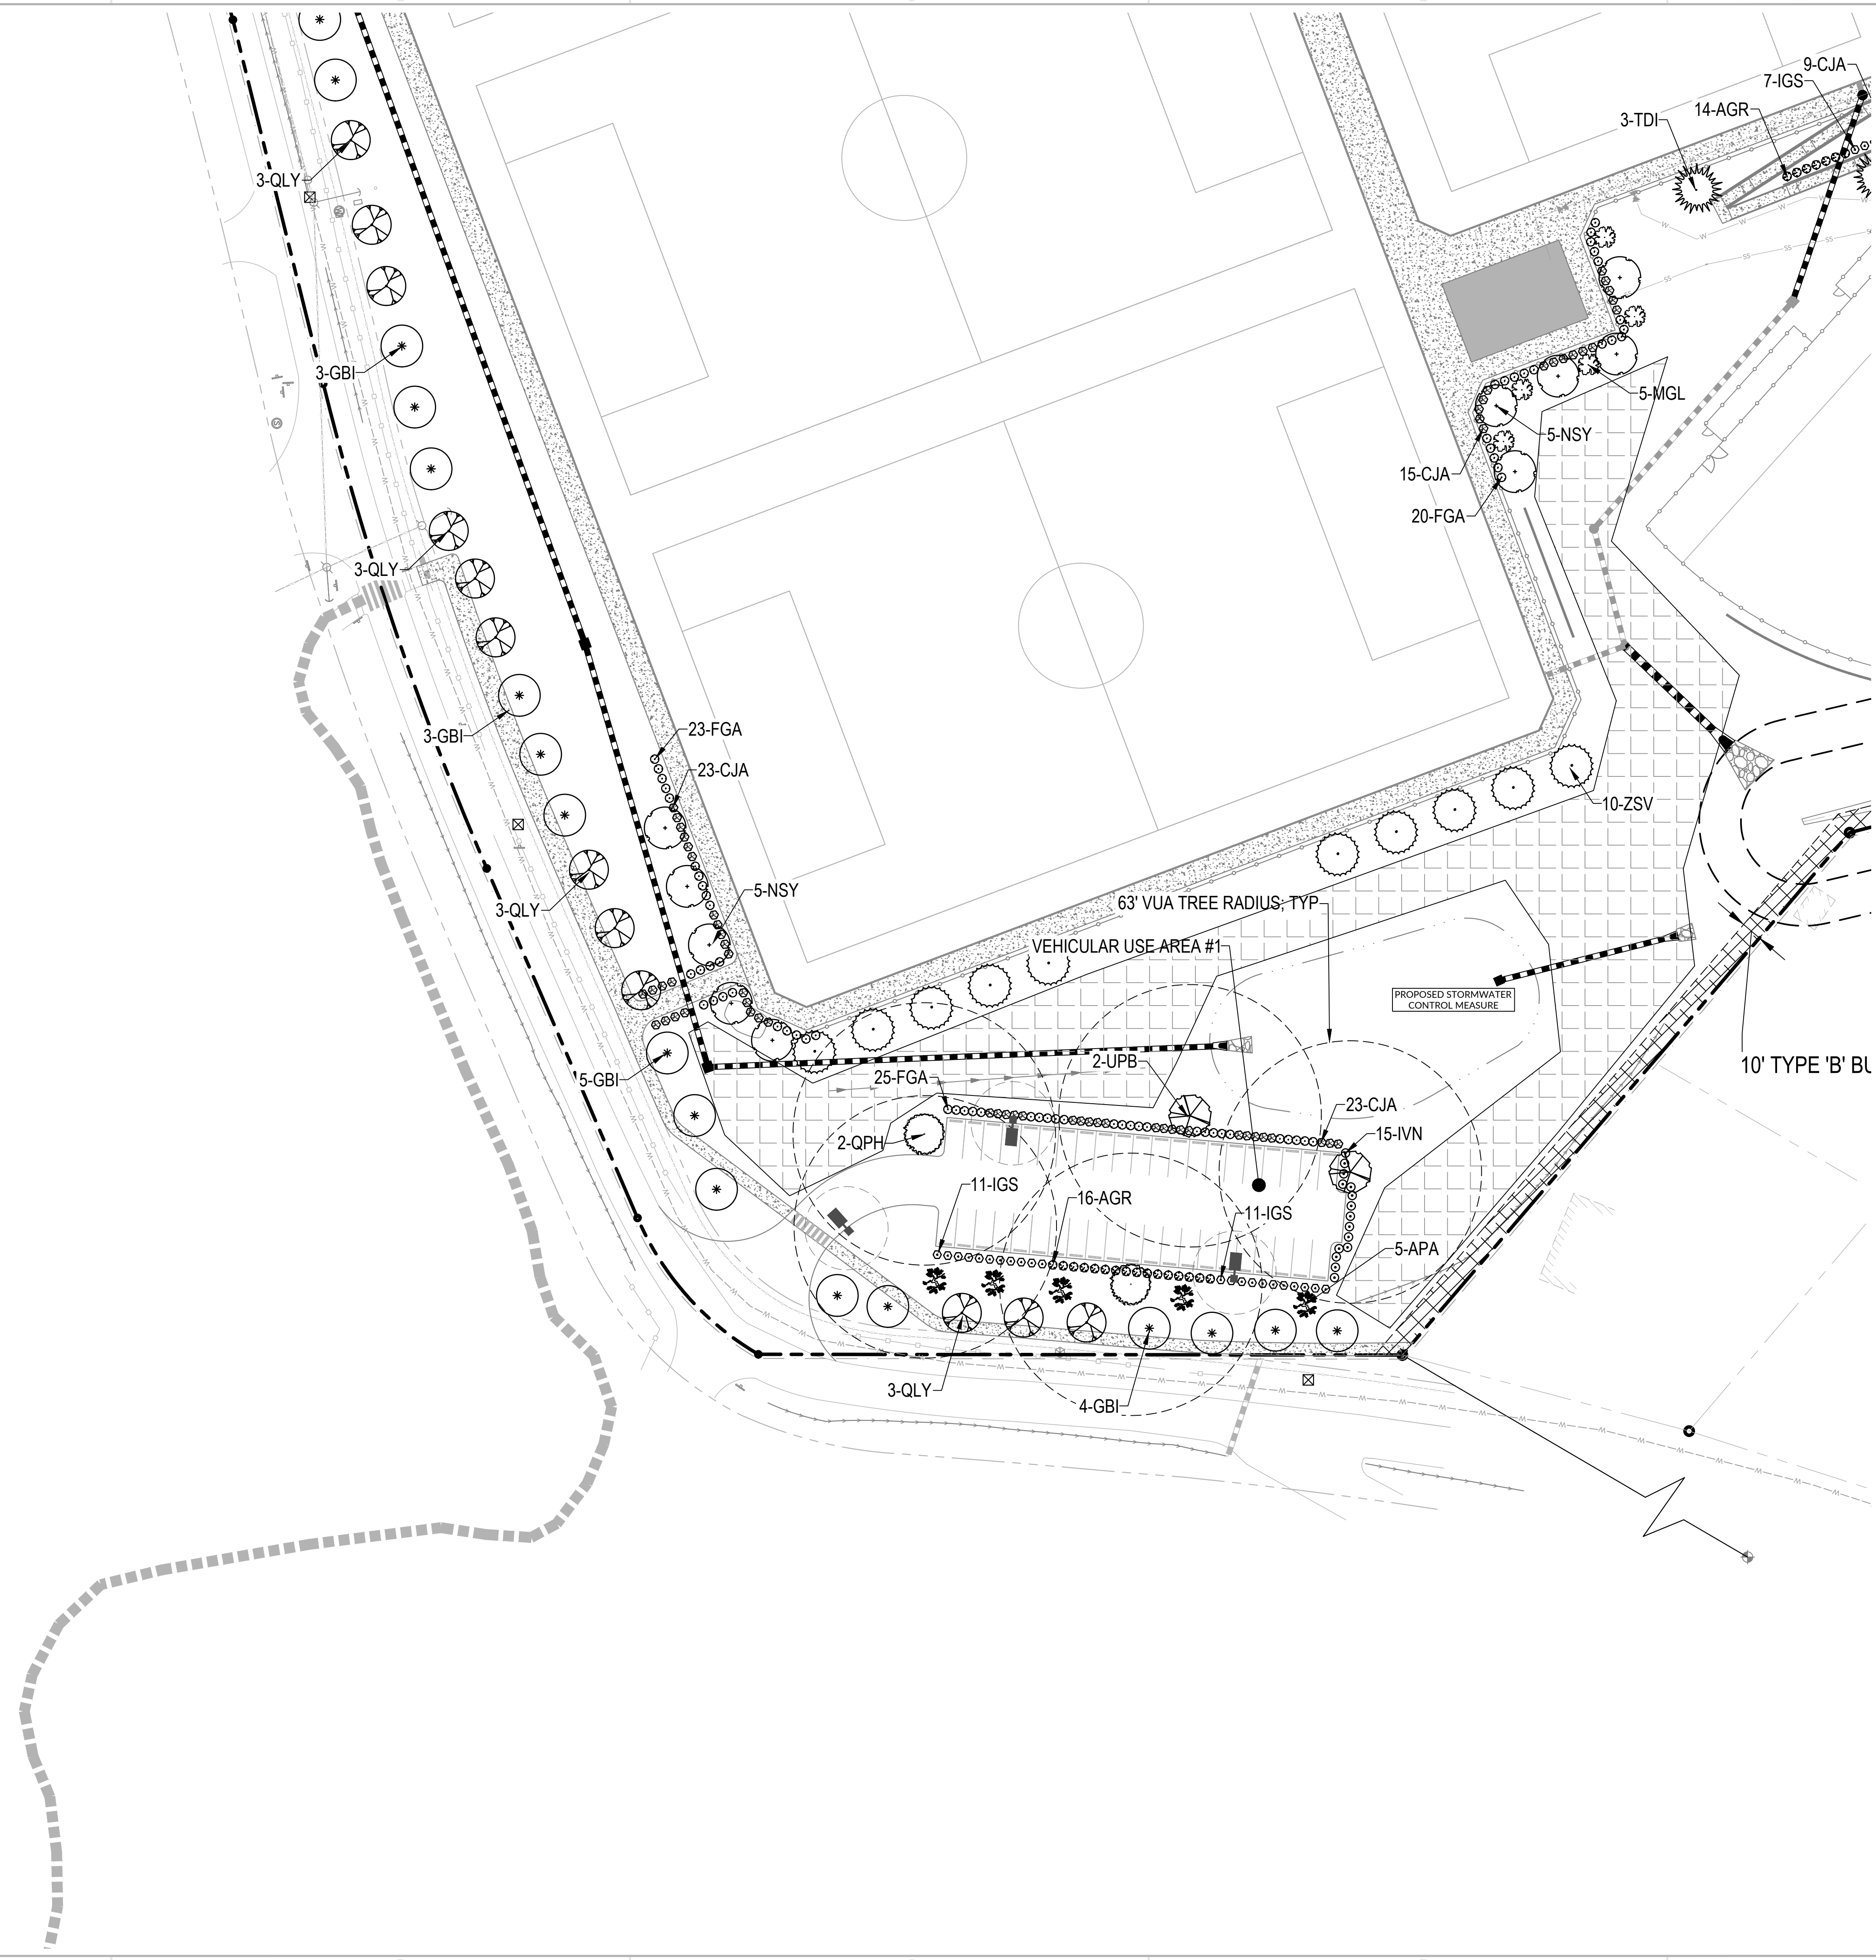 9-CJA
7-IGS
14-AGR
3-TDI
3-QLY
3-GBI
5-MGL
5-NSY
15-CJA
20-FGA
3-QLY
3-GBI
23-FGA
23-CJA
10-ZSV
5-NSY
63' VUA TREE RADIUS; TYP
3-QLY
VEHICULAR USE AREA #1
PROPOSED STORMWATER
CONTROL MEASURE
10' TYPE 'B' BU
2-UPB
5-GBI
25-FGA
23-CJA
15-IVN
2-QPH
11-IGS
16-AGR
11-IGS
5-APA
3-QLY
4-GBI